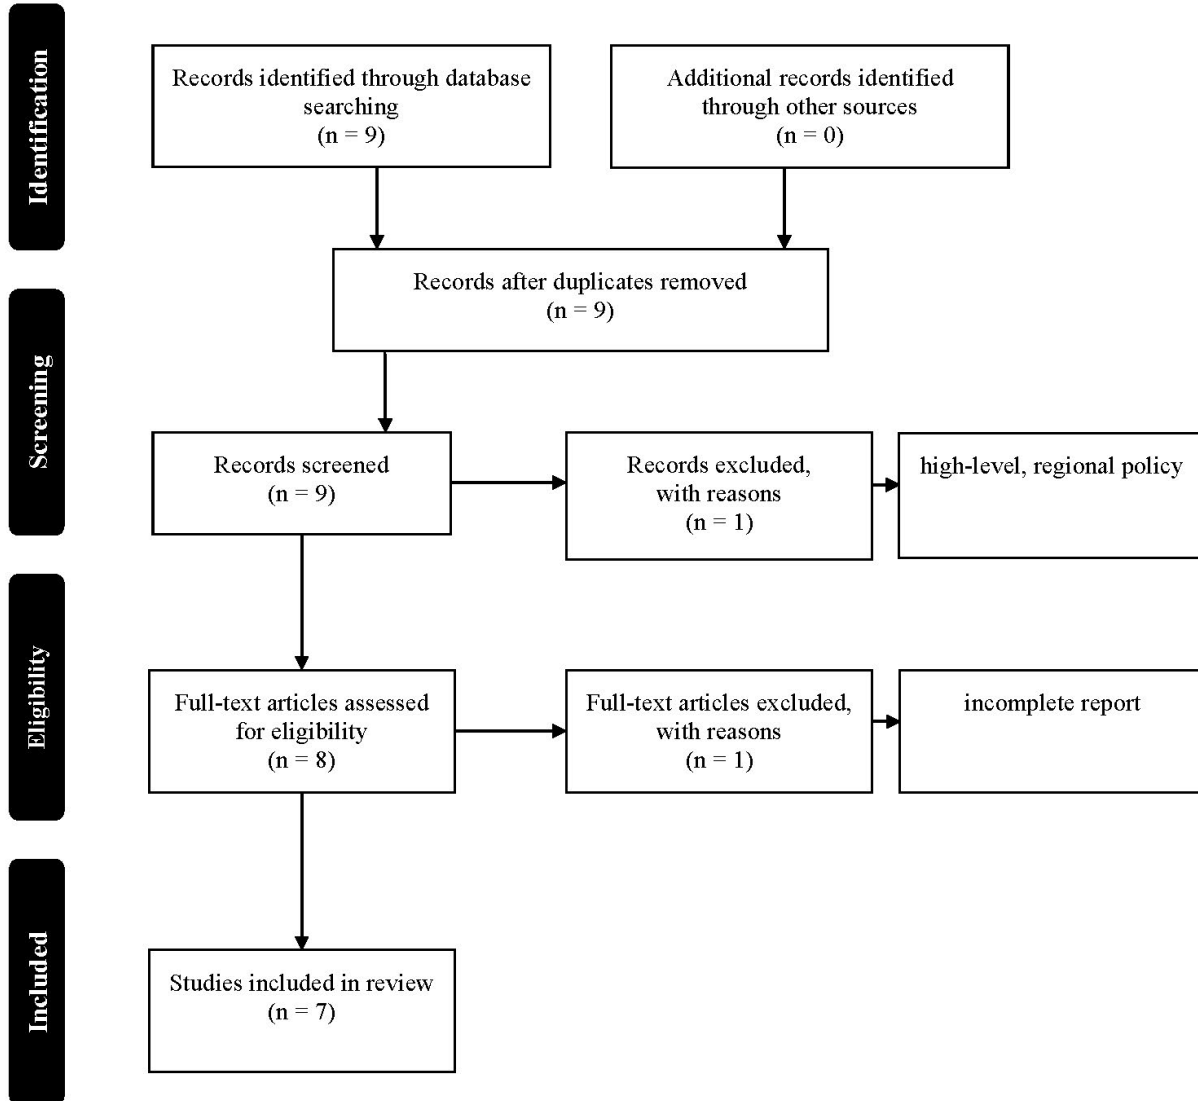 Identification
Records identified through database
searching
(n = 9)
Additional records identified
through other sources
(n = 0)
Records after duplicates removed
(n = 9)
Screening
Records screened
(n = 9)
Records excluded,
with reasons
(n = 1)
high-level, regional policy
Eligibility
Full-text articles assessed
for eligibility
(n = 8)
Full-text articles excluded,
with reasons
(n = 1)
incomplete report
Included
Studies included in review
(n = 7)